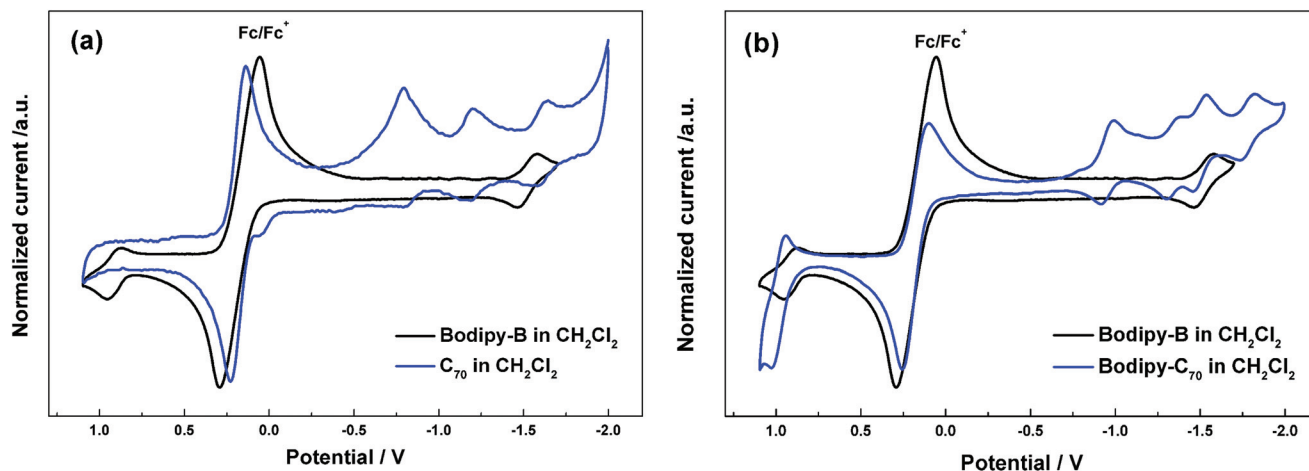 (a)
Fc/Fc⁺
Normalized current /a.u.
Bodipy-B in CH₂Cl₂
C₇₀ in CH₂Cl₂
1.0 0.5 0.0 -0.5 -1.0 -1.5 -2.0
Potential / V
(b)
Fc/Fc⁺
Normalized current /a.u.
Bodipy-B in CH₂Cl₂
Bodipy-C₇₀ in CH₂Cl₂
1.0 0.5 0.0 -0.5 -1.0 -1.5 -2.0
Potential / V